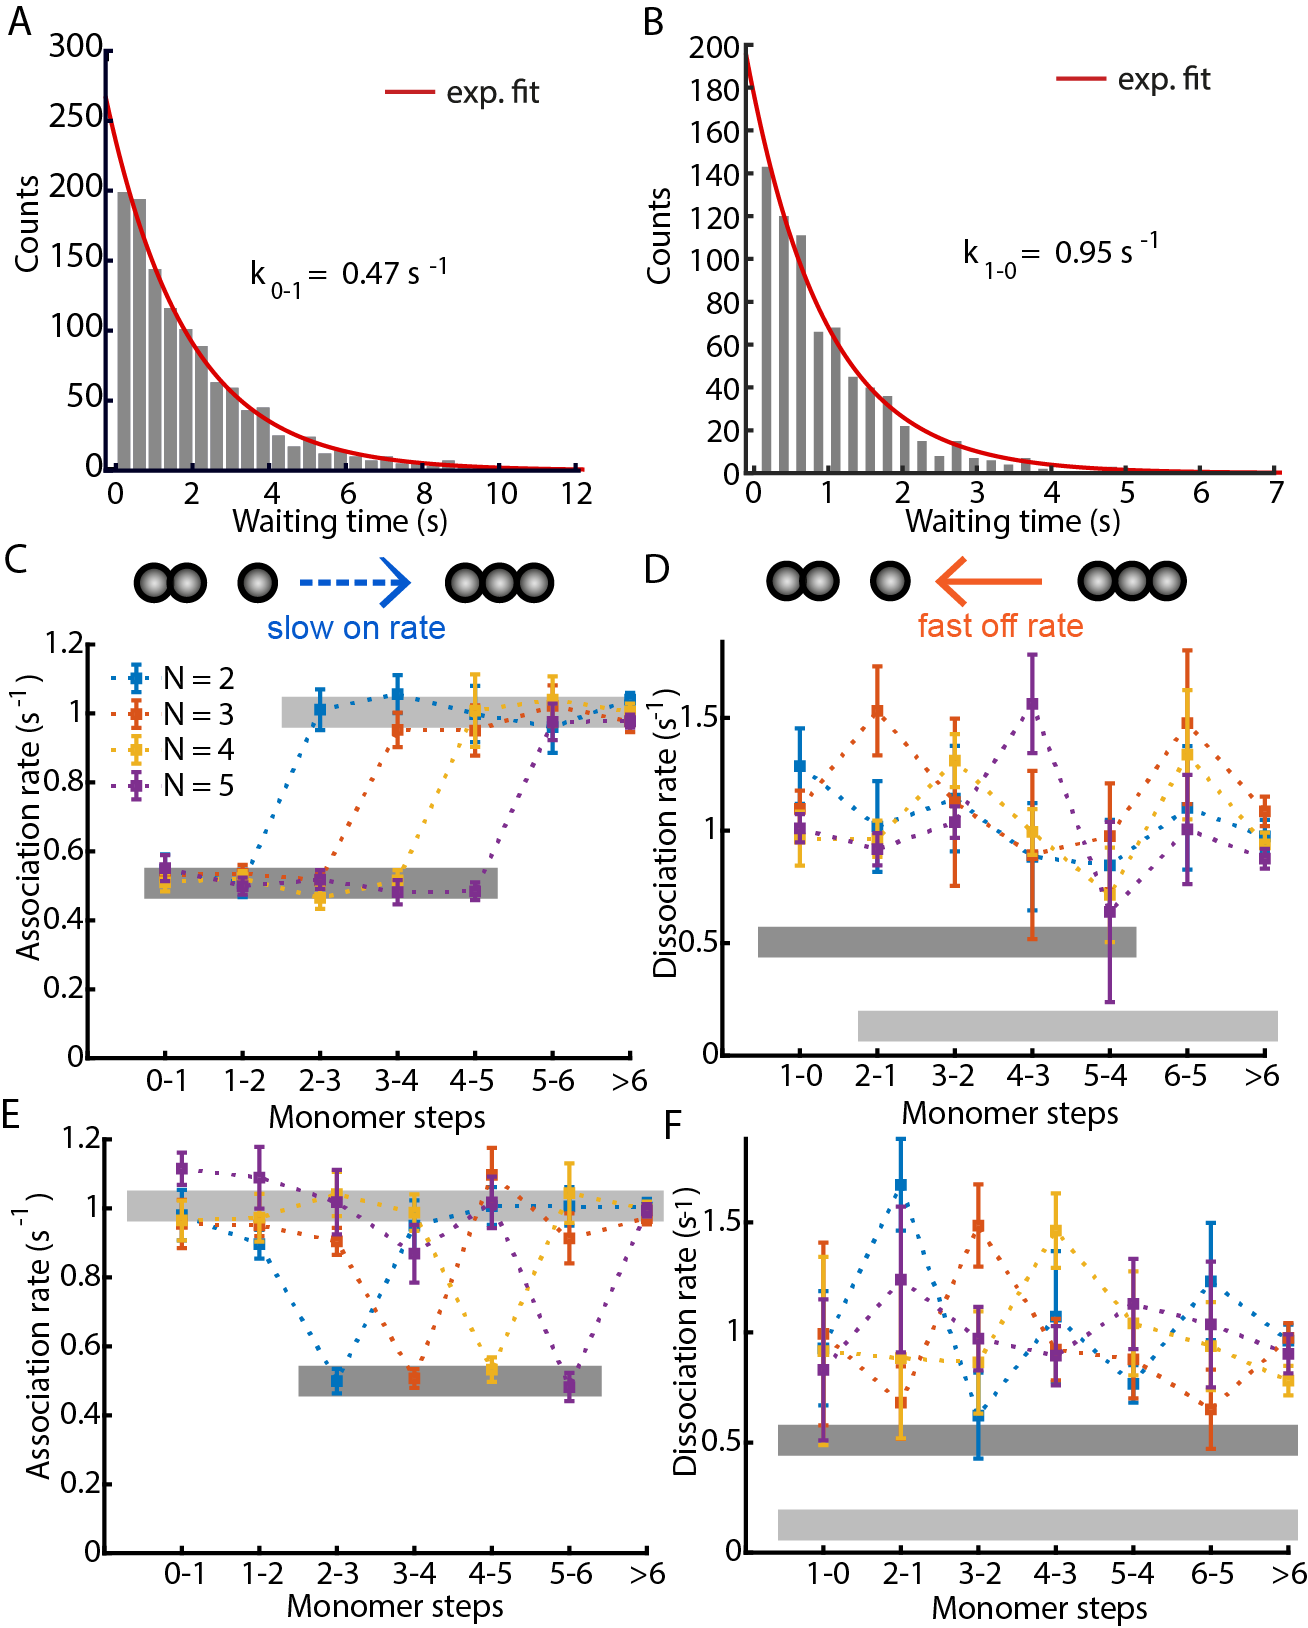 A
300
250
200
150
100
50
0
Counts
exp. fit
k 0-1 = 0.47 s -1
0 2 4 6 8 10 12
Waiting time (s)
B
200
180
160
140
120
100
80
60
40
20
0
Counts
exp. fit
k 1-0 = 0.95 s -1
0 1 2 3 4 5 6 7
Waiting time (s)
C
slow on rate
1.2
1
0.8
0.6
0.4
0.2
0
Association rate (s-1)
N = 2
N = 3
N = 4
N = 5
0-1 1-2 2-3 3-4 4-5 5-6 >6
Monomer steps
D
fast off rate
1.5
1
0.5
0
Dissociation rate (s-1)
1-0 2-1 3-2 4-3 5-4 6-5 >6
Monomer steps
E
1.2
1
0.8
0.6
0.4
0.2
0
Association rate (s-1)
0-1 1-2 2-3 3-4 4-5 5-6 >6
Monomer steps
F
1.5
1
0.5
0
Dissociation rate (s-1)
1-0 2-1 3-2 4-3 5-4 6-5 >6
Monomer steps